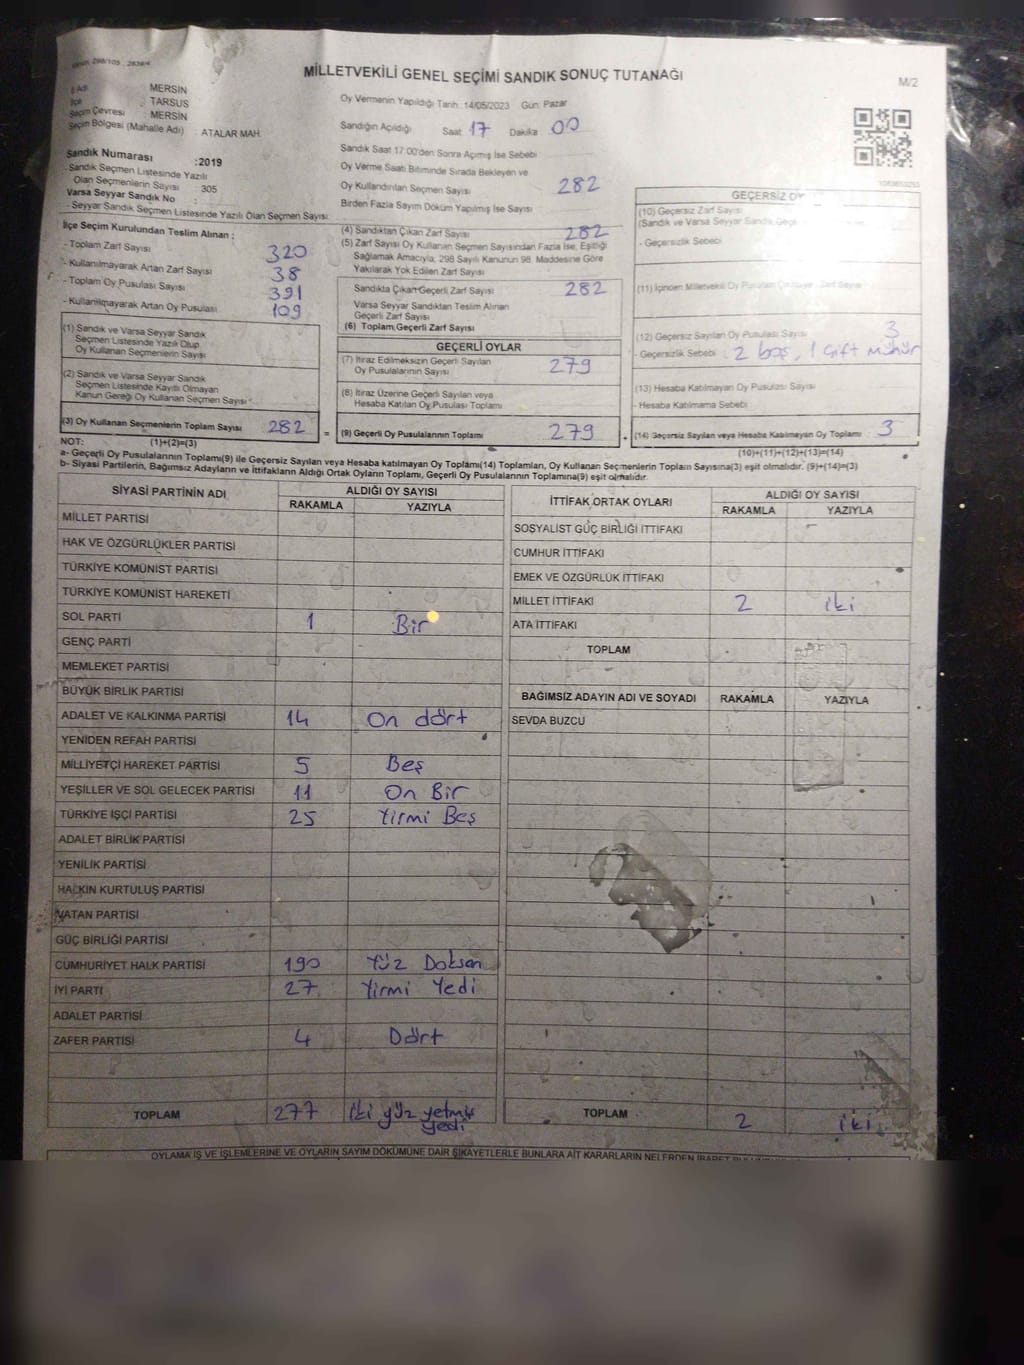 MİLLETVEKİLİ GENEL SEÇİMİ SANDIK SONUÇ TUTANAĞI
M/2
MERSİN
TARSUS
Seçim Çevresi : MERSİN
Seçim Bölgesi (Mahalle Adı) : ATALAR MAH.
Sandık Numarası :2019
- Sandık Seçmen Listesinde Yazılı
Olan Seçmenlerin Sayısı 305
Varsa Seyyar Sandık No :
- Seyyar Sandık Seçmen Listesinde Yazılı Olan Seçmen Sayısı:
Oy Vermenin Yapıldığı Tarih: 14/05/2023 Gün: Pazar
Sandığın Açıldığı Saat 17 Dakika 00
Sandık Saat 17.00'den Sonra Açılmış İse Sebebi
Oy Verme Saati Bitiminde Sırada Bekleyen ve
Oy Kullandırılan Seçmen Sayısı 282
Birden Fazla Sayım Döküm Yapılmış İse Sayısı
İlçe Seçim Kurulundan Teslim Alınan :
- Toplam Zarf Sayısı 320
- Kullanılmayarak Artan Zarf Sayısı 38
- Toplam Oy Pusulası Sayısı 391
- Kullanılmayarak Artan Oy Pusulası 109
(1) Sandık ve Varsa Seyyar Sandık
Seçmen Listesinde Yazılı Olup
Oy Kullanan Seçmenlerin Sayısı
(2) Sandık ve Varsa Seyyar Sandık
Seçmen Listesinde Kayıtlı Olmayan
Kanun Gereği Oy Kullanan Seçmen Sayısı
(3) Oy Kullanan Seçmenlerin Toplam Sayısı 282 =
(4) Sandıktan Çıkan Zarf Sayısı 282
(5) Zarf Sayısı Oy Kullanan Seçmen Sayısından Fazla İse, Eşitliği
Sağlamak Amacıyla, 298 Sayılı Kanunun 98. Maddesine Göre
Yakılarak Yok Edilen Zarf Sayısı
Sandıkta Çıkan Geçerli Zarf Sayısı 282
Varsa Seyyar Sandıktan Teslim Alınan
Geçerli Zarf Sayısı
(6) Toplam Geçerli Zarf Sayısı
GEÇERLİ OYLAR
(7) İtiraz Edilmeksizin Geçerli Sayılan
Oy Pusulalarının Sayısı 279
(8) İtiraz Üzerine Geçerli Sayılan veya
Hesaba Katılan Oy Pusulası Toplamı
(9) Geçerli Oy Pusulalarının Toplamı 279 +
GEÇERSİZ OY
(10) Geçersiz Zarf Sayısı
(Sandık ve Varsa Seyyar Sandık
- Geçersizlik Sebebi
(11) İçinden Milletvekili Oy Pusulası Zarf Sayısı
(12) Geçersiz Sayılan Oy Pusulası Sayısı 3
- Geçersizlik Sebebi 2 boş, 1 Çift mühür
(13) Hesaba Katılmayan Oy Pusulası Sayısı
- Hesaba Katılmama Sebebi
(14) Geçersiz Sayılan veya Hesaba Katılmayan Oy Toplamı 3
NOT: (1)+(2)=(3) (10)+(11)+(12)+(13)=(14)
a- Geçerli Oy Pusulaları Toplamı(9) ile Geçersiz Sayılan veya Hesaba katılmayan Oy Toplamı(14) Toplamları, Oy Kullanan Seçmenlerin Toplam Sayısına(3) eşit olmalıdır. (9)+(14)=(3)
b- Siyasi Partilerin, Bağımsız Adayların ve İttifakların Aldığı Ortak Oyların Toplamı, Geçerli Oy Pusulalarının Toplamına(9) eşit olmalıdır.
SİYASİ PARTİNİN ADI ALDIĞI OY SAYISI
RAKAMLA YAZIYLA
MİLLET PARTİSİ
HAK VE ÖZGÜRLÜKLER PARTİSİ
TÜRKİYE KOMÜNİST PARTİSİ
TÜRKİYE KOMÜNİST HAREKETİ
SOL PARTİ 1 Bir
GENÇ PARTİ
MEMLEKET PARTİSİ
BÜYÜK BİRLİK PARTİSİ
ADALET VE KALKINMA PARTİSİ 14 On dört
YENİDEN REFAH PARTİSİ
MİLLİYETÇİ HAREKET PARTİSİ 5 Beş
YEŞİLLER VE SOL GELECEK PARTİSİ 11 On Bir
TÜRKİYE İŞÇİ PARTİSİ 25 Yirmi Beş
ADALET BİRLİK PARTİSİ
YENİLİK PARTİSİ
HALKIN KURTULUŞ PARTİSİ
VATAN PARTİSİ
GÜÇ BİRLİĞİ PARTİSİ
CUMHURİYET HALK PARTİSİ 190 Yüz Doksan
İYİ PARTİ 27 Yirmi Yedi
ADALET PARTİSİ
ZAFER PARTİSİ 4 Dört
TOPLAM 277 iki yüz yetmiş
yedi
İTTİFAK ORTAK OYLARI ALDIĞI OY SAYISI
RAKAMLA YAZIYLA
SOSYALİST GÜÇ BİRLİĞİ İTTİFAKI
CUMHUR İTTİFAKI
EMEK VE ÖZGÜRLÜK İTTİFAKI
MİLLET İTTİFAKI 2 iki
ATA İTTİFAKI
TOPLAM
BAĞIMSIZ ADAYIN ADI VE SOYADI RAKAMLA YAZIYLA
SEVDA BUZCU
TOPLAM 2 iki
OYLAMA İŞ VE İŞLEMLERİNE VE OYLARIN SAYIM DÖKÜMÜNE DAİR ŞİKAYETLERLE BUNLARA AİT KARARLARIN NELERDEN İBARET